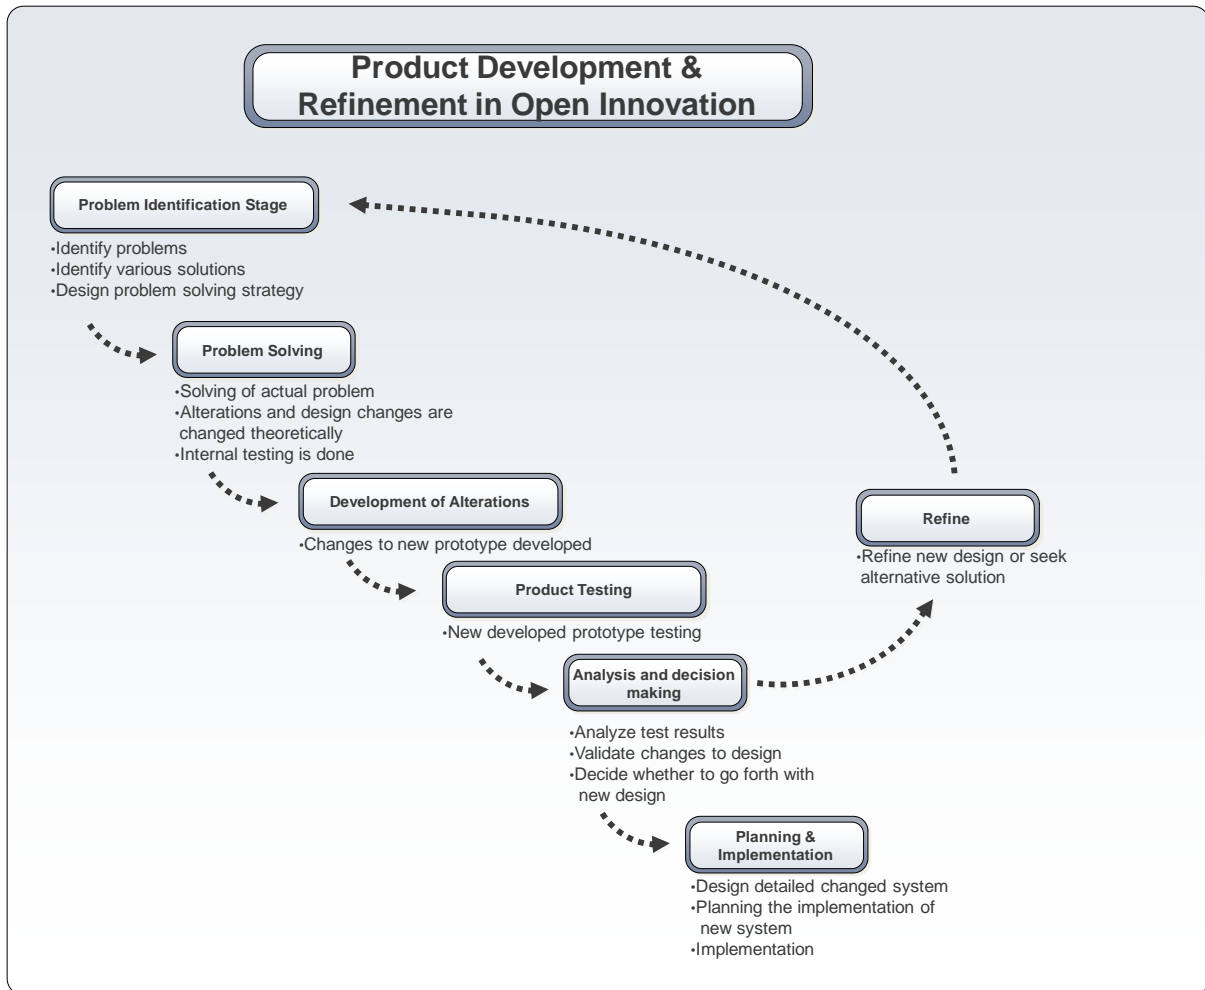 Product Development &
Refinement in Open Innovation
Problem Identification Stage
•Identify problems
•Identify various solutions
•Design problem solving strategy
Problem Solving
•Solving of actual problem
•Alterations and design changes are
changed theoretically
•Internal testing is done
Development of Alterations
•Changes to new prototype developed
Product Testing
•New developed prototype testing
Analysis and decision
making
•Analyze test results
•Validate changes to design
•Decide whether to go forth with
new design
Refine
•Refine new design or seek
alternative solution
Planning &
Implementation
•Design detailed changed system
•Planning the implementation of
new system
•Implementation